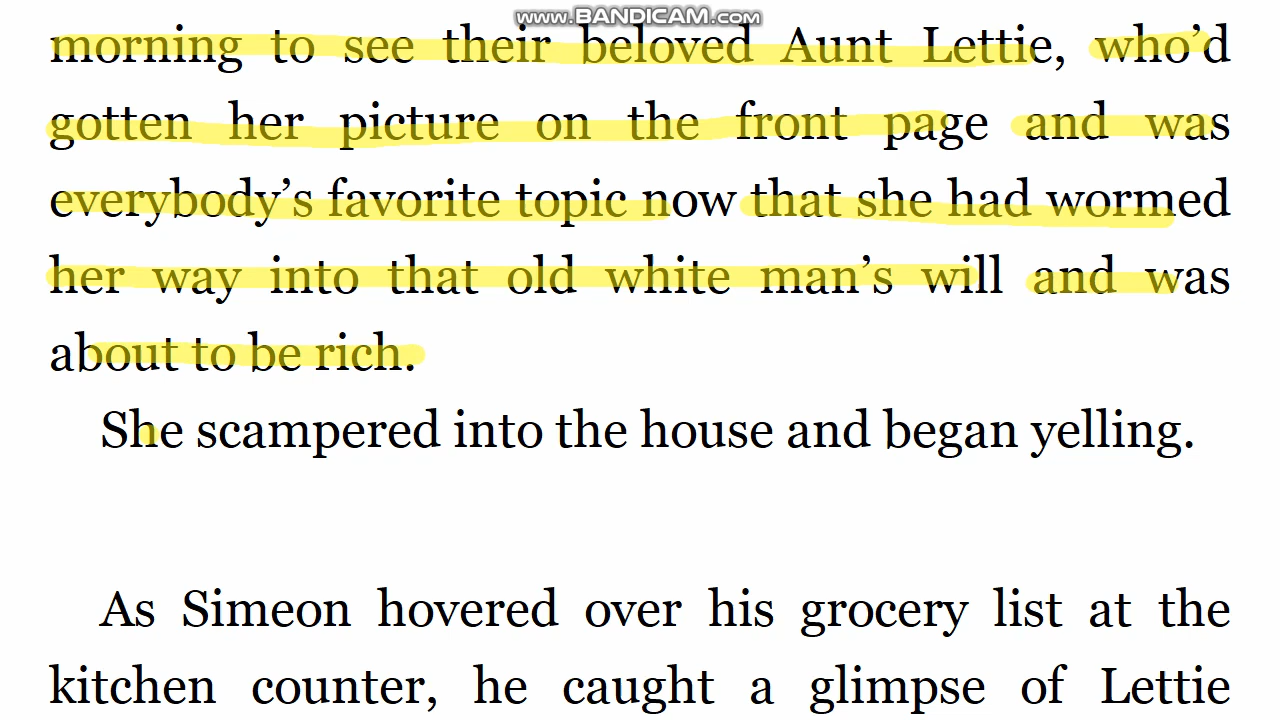 www.BANDICAM.com
morning to see their beloved Aunt Lettie, who’d
gotten her picture on the front page and was
everybody’s favorite topic now that she had wormed
her way into that old white man’s will and was
about to be rich.
She scampered into the house and began yelling.
As Simeon hovered over his grocery list at the
kitchen counter, he caught a glimpse of Lettie